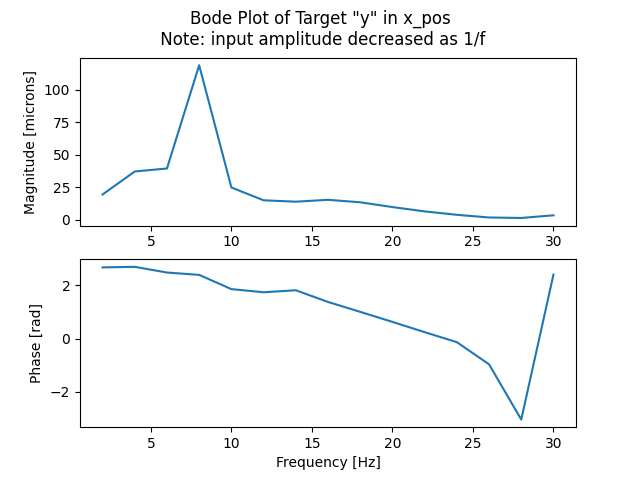 Bode Plot of Target "y" in x_pos
Note: input amplitude decreased as 1/f
Magnitude [microns]
100
75
50
25
0
5 10 15 20 25 30
Phase [rad]
2
0
−2
5 10 15 20 25 30
Frequency [Hz]